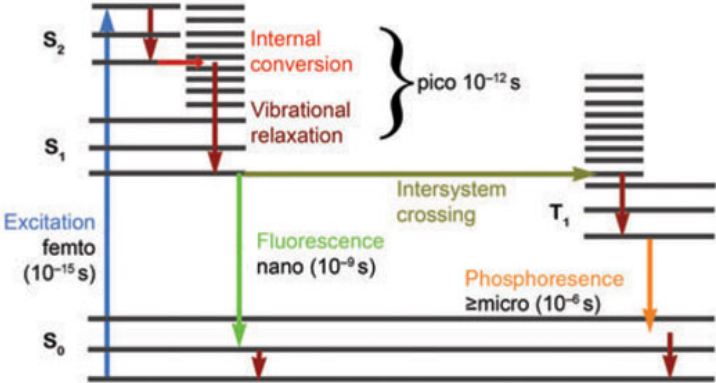 S2
Internal
conversion
pico 10–12 s
Vibrational
relaxation
S1
Intersystem
crossing
T1
Excitation
femto
(10–15 s)
Fluorescence
nano (10–9 s)
Phosphoresence
≥micro (10–6 s)
S0